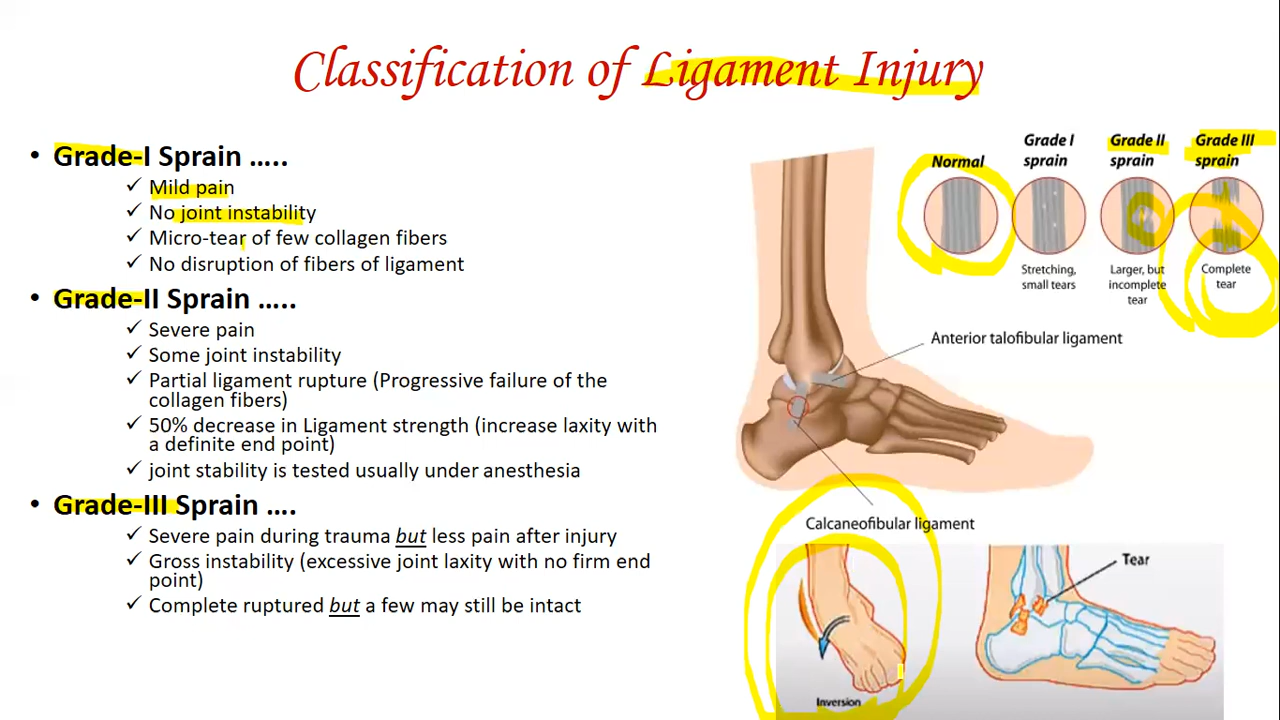 Classification of Ligament Injury
• Grade-I Sprain …..
✓ Mild pain
✓ No joint instability
✓ Micro-tear of few collagen fibers
✓ No disruption of fibers of ligament
• Grade-II Sprain …..
✓ Severe pain
✓ Some joint instability
✓ Partial ligament rupture (Progressive failure of the
collagen fibers)
✓ 50% decrease in Ligament strength (increase laxity with
a definite end point)
✓ joint stability is tested usually under anesthesia
• Grade-III Sprain ….
✓ Severe pain during trauma but less pain after injury
✓ Gross instability (excessive joint laxity with no firm end
point)
✓ Complete ruptured but a few may still be intact
Normal
Grade I
sprain
Grade II
sprain
Grade III
sprain
Stretching,
small tears
Larger, but
incomplete
tear
Complete
tear
Anterior talofibular ligament
Calcaneofibular ligament
Inversion
Tear